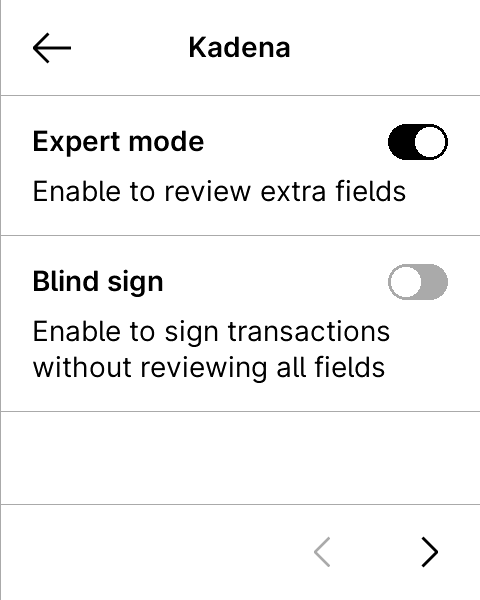 Kadena
Expert mode
Enable to review extra fields
Blind sign
Enable to sign transactions
without reviewing all fields